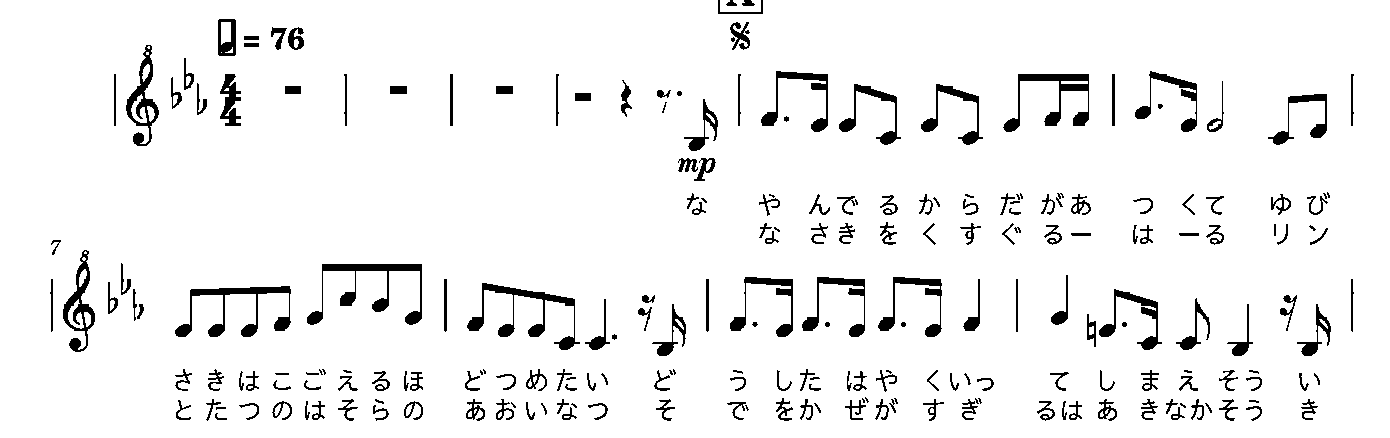 = 76
mp
な や んで る か ら だ があ つ くて ゆ び
な さき を く す ぐ るー は ーる リ ン
7
さ き は こ ご え る ほ ど つ め た い ど う した はや くいっ て し ま え そう い
と た つ の は そ ら の あ お い な つ そ で をか ぜが す ぎ るは あ きなか そう き